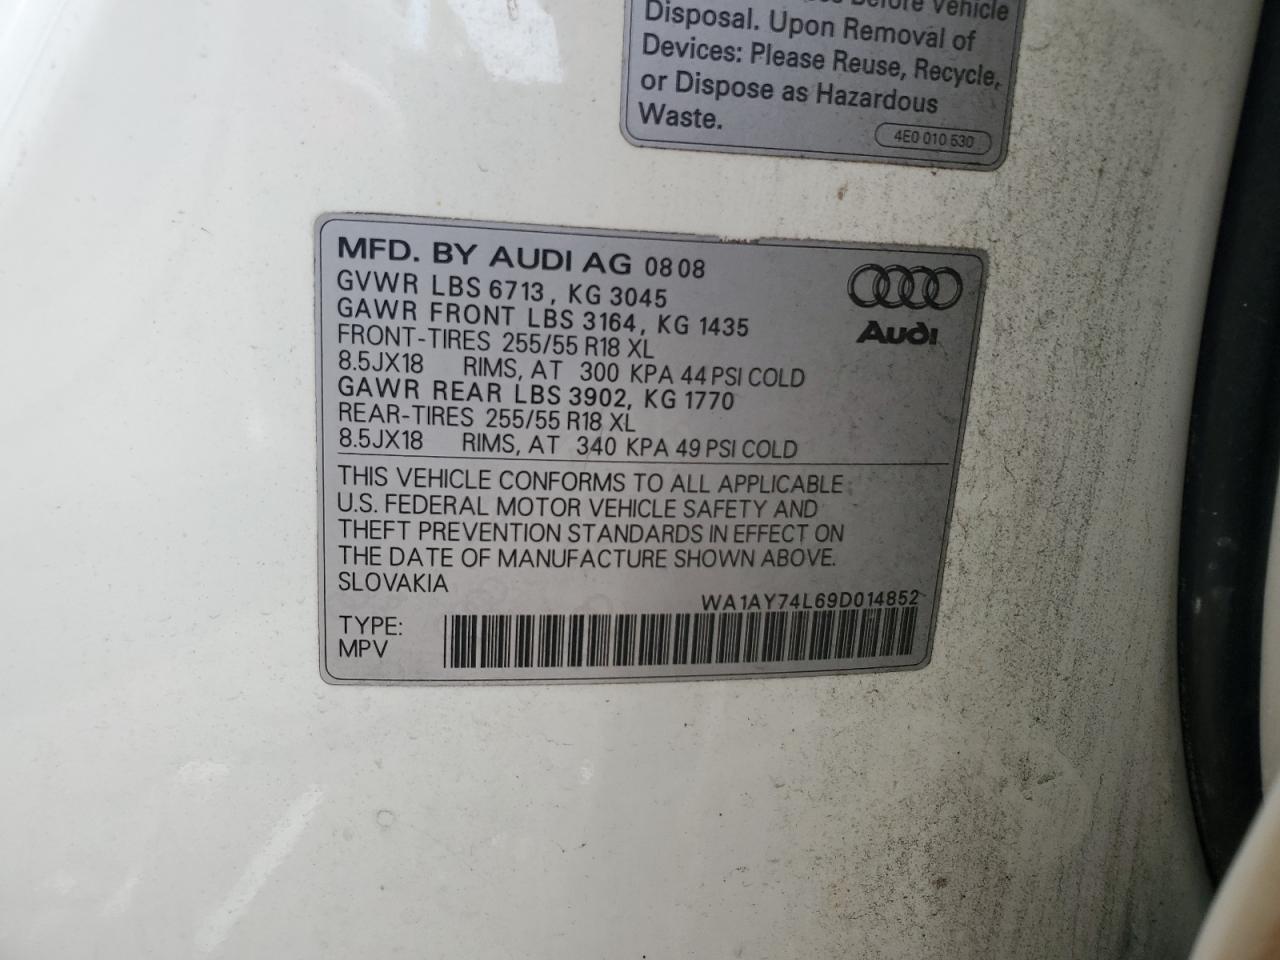 Before Vehicle
Disposal. Upon Removal of
Devices: Please Reuse, Recycle,
or Dispose as Hazardous
Waste.
4E0 010 530
MFD. BY AUDI AG 08 08
GVWR LBS 6713, KG 3045
GAWR FRONT LBS 3164, KG 1435
FRONT-TIRES 255/55 R18 XL
8.5JX18 RIMS, AT 300 KPA 44 PSI COLD
GAWR REAR LBS 3902, KG 1770
REAR-TIRES 255/55 R18 XL
8.5JX18 RIMS, AT 340 KPA 49 PSI COLD
Audi
THIS VEHICLE CONFORMS TO ALL APPLICABLE
U.S. FEDERAL MOTOR VEHICLE SAFETY AND
THEFT PREVENTION STANDARDS IN EFFECT ON
THE DATE OF MANUFACTURE SHOWN ABOVE.
SLOVAKIA
WA1AY74L69D014852
TYPE:
MPV